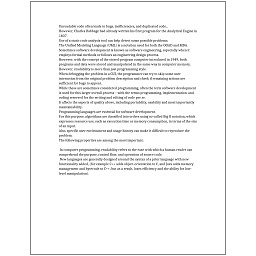 Unreadable code often leads to bugs, inefficiencies, and duplicated code.
However, Charles Babbage had already written his first program for the Analytical Engine in
1837.
Use of a static code analysis tool can help detect some possible problems.
The Unified Modeling Language (UML) is a notation used for both the OOAD and MDA.
Sometimes software development is known as software engineering, especially when it
employs formal methods or follows an engineering design process.
However, with the concept of the stored-program computer introduced in 1949, both
programs and data were stored and manipulated in the same way in computer memory.
However, readability is more than just programming style.
When debugging the problem in a GUI, the programmer can try to skip some user
interaction from the original problem description and check if remaining actions are
sufficient for bugs to appear.
While these are sometimes considered programming, often the term software development
is used for this larger overall process – with the terms programming, implementation, and
coding reserved for the writing and editing of code per se.
It affects the aspects of quality above, including portability, usability and most importantly
maintainability.
Programming languages are essential for software development.
For this purpose, algorithms are classified into orders using so-called Big O notation, which
expresses resource use, such as execution time or memory consumption, in terms of the size
of an input.
Also, specific user environment and usage history can make it difficult to reproduce the
problem.
The following properties are among the most important:

In computer programming, readability refers to the ease with which a human reader can
comprehend the purpose, control flow, and operation of source code.
New languages are generally designed around the syntax of a prior language with new
functionality added, (for example C++ adds object-orientation to C, and Java adds memory
management and bytecode to C++, but as a result, loses efficiency and the ability for low-
level manipulation).